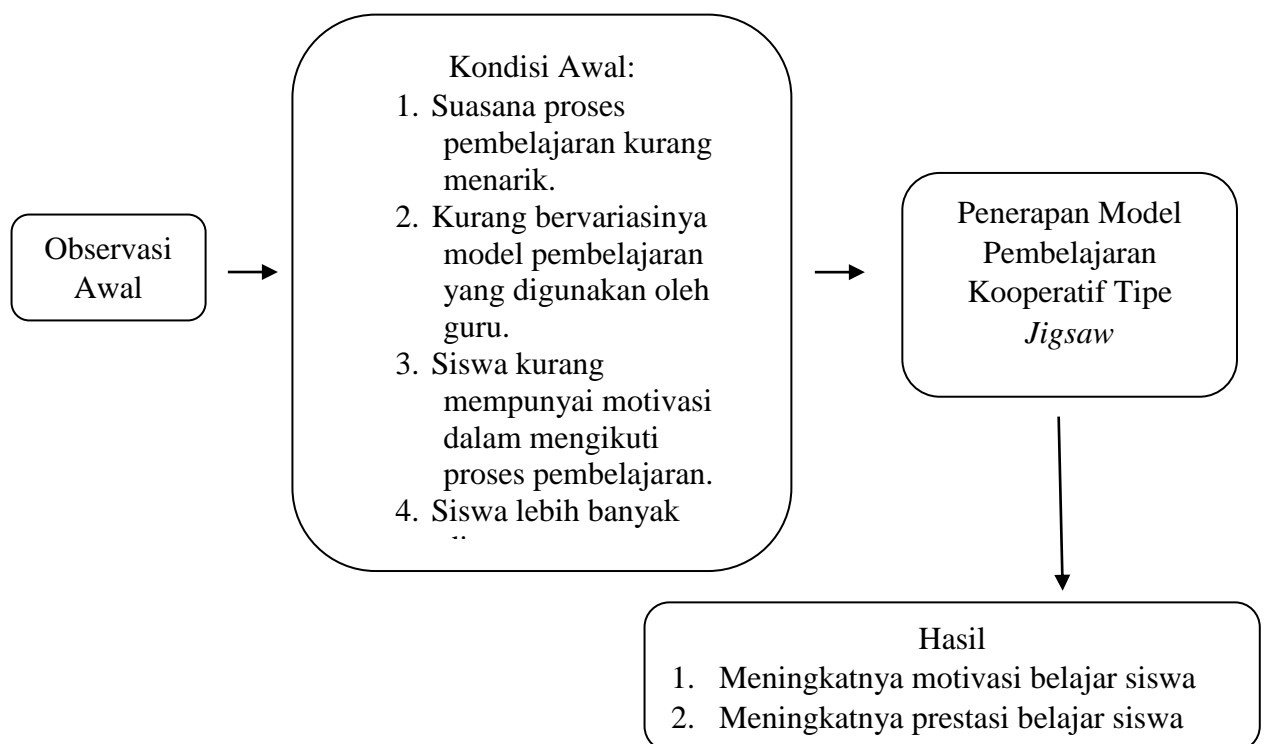 Observasi
Awal
Kondisi Awal:
1. Suasana proses
pembelajaran kurang
menarik.
2. Kurang bervariasinya
model pembelajaran
yang digunakan oleh
guru.
3. Siswa kurang
mempunyai motivasi
dalam mengikuti
proses pembelajaran.
4. Siswa lebih banyak
Penerapan Model
Pembelajaran
Kooperatif Tipe
Jigsaw
Hasil
1. Meningkatnya motivasi belajar siswa
2. Meningkatnya prestasi belajar siswa